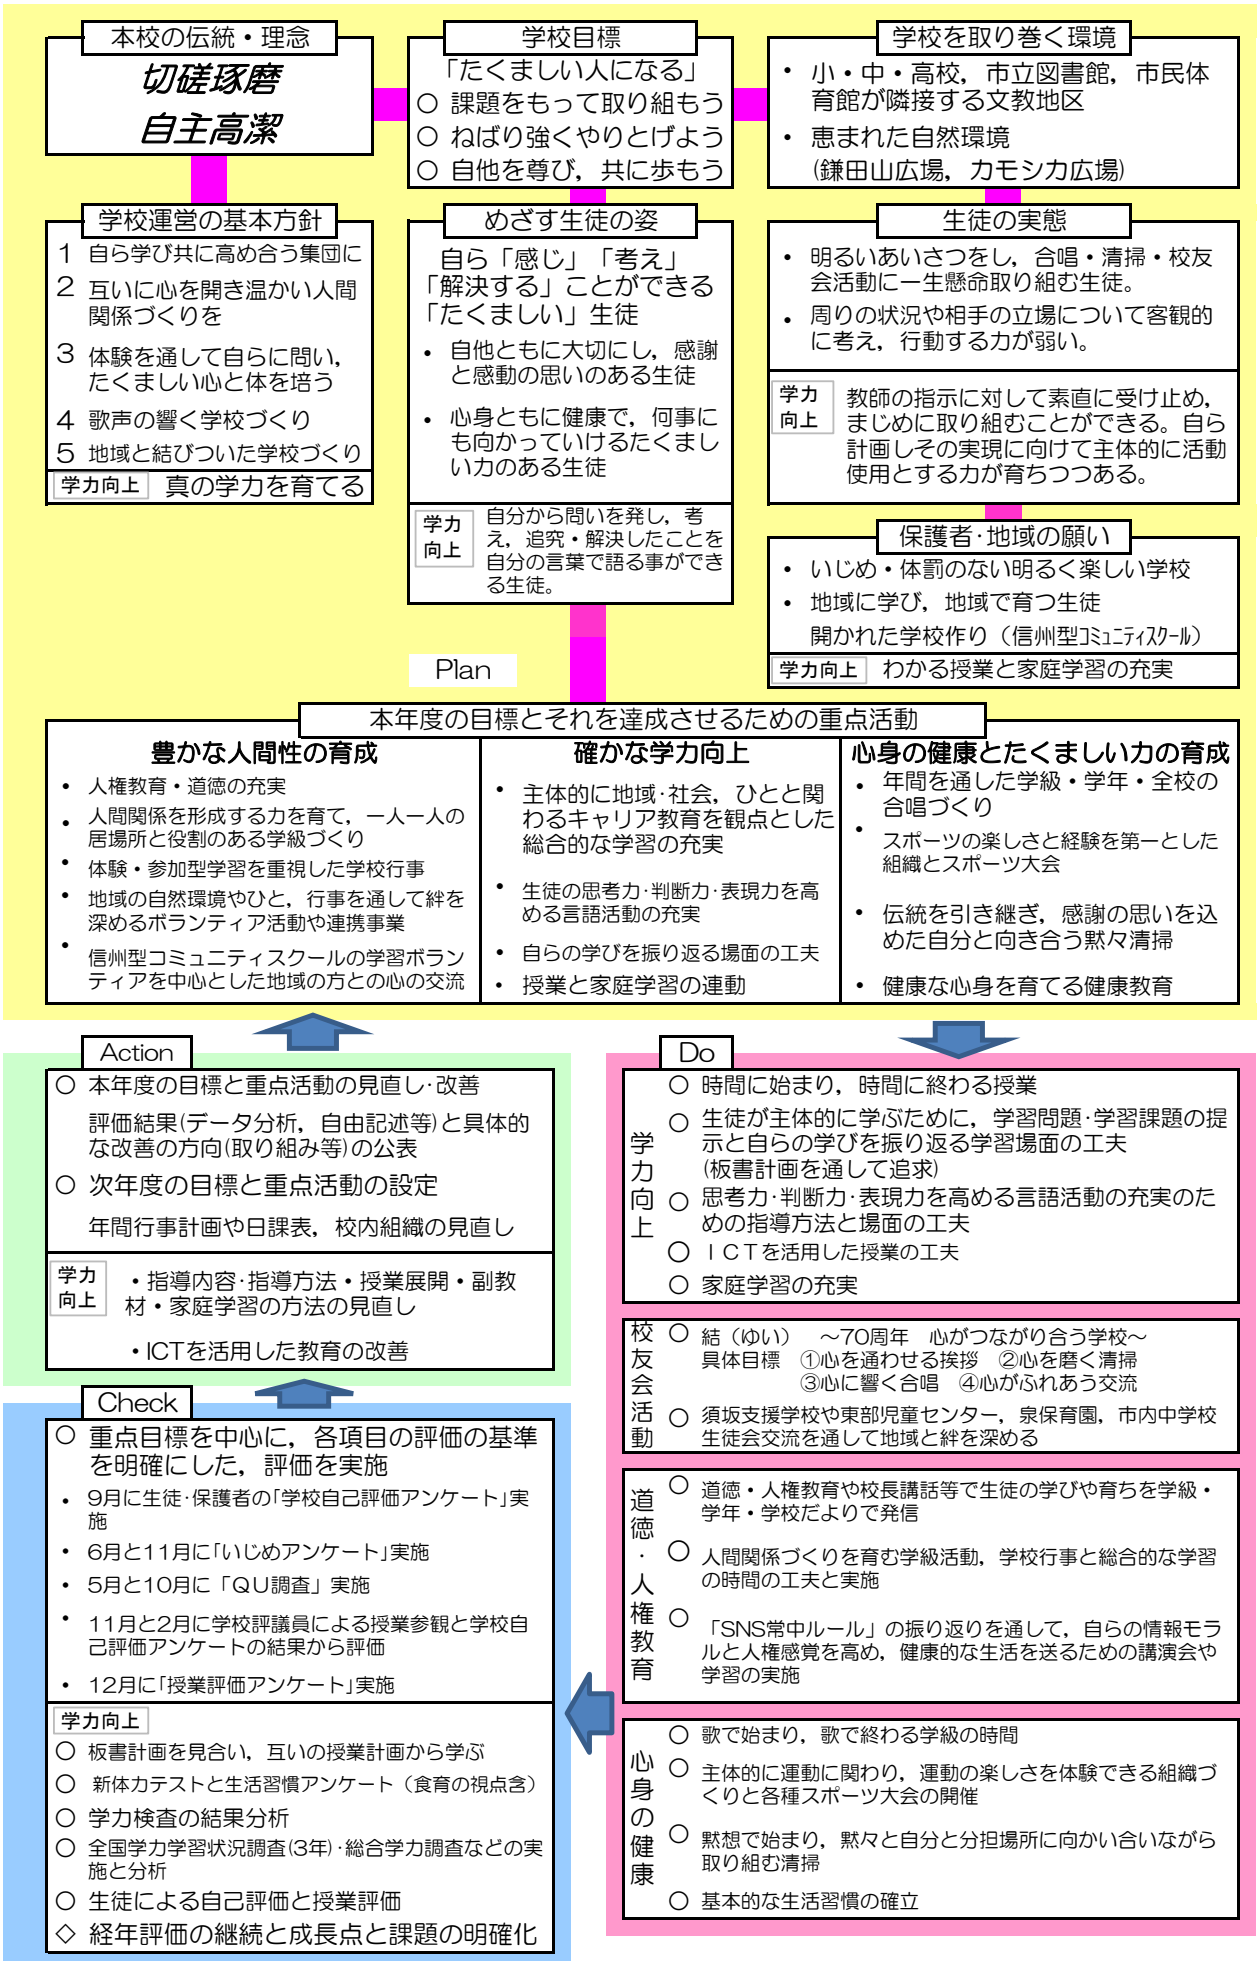 本校の伝統・理念
切磋琢磨
自主高潔
学校目標
「たくましい人になる」
○ 課題をもって取り組もう
○ ねばり強くやりとげよう
○ 自他を尊び，共に歩もう
学校を取り巻く環境
・ 小・中・高校，市立図書館，市民体
育館が隣接する文教地区
・ 恵まれた自然環境
(鎌田山広場，カモシカ広場)
学校運営の基本方針
1 自ら学び共に高め合う集団に
2 互いに心を開き温かい人間
関係づくりを
3 体験を通して自らに問い，
たくましい心と体を培う
4 歌声の響く学校づくり
5 地域と結びついた学校づくり
学力向上 真の学力を育てる
めざす生徒の姿
自ら「感じ」「考え」
「解決する」ことができる
「たくましい」生徒
・ 自他ともに大切にし，感謝
と感動の思いのある生徒
・ 心身ともに健康で，何事に
も向かっていけるたくまし
い力のある生徒
学力
向上
自分から問いを発し，考
え，追究・解決したことを
自分の言葉で語る事ができ
る生徒。
生徒の実態
・ 明るいあいさつをし，合唱・清掃・校友
会活動に一生懸命取り組む生徒。
・ 周りの状況や相手の立場について客観的
に考え，行動する力が弱い。
学力
向上
教師の指示に対して素直に受け止め，
まじめに取り組むことができる。自ら
計画しその実現に向けて主体的に活動
使用とする力が育ちつつある。
保護者・地域の願い
・ いじめ・体罰のない明るく楽しい学校
・ 地域に学び，地域で育つ生徒
開かれた学校作り（信州型ｺﾐｭﾆﾃｨｽｸｰﾙ）
学力向上 わかる授業と家庭学習の充実
Plan
本年度の目標とそれを達成させるための重点活動
豊かな人間性の育成
・ 人権教育・道徳の充実
・ 人間関係を形成する力を育て，一人一人の
居場所と役割のある学級づくり
・ 体験・参加型学習を重視した学校行事
・ 地域の自然環境やひと，行事を通して絆を
深めるボランティア活動や連携事業
・ 信州型コミュニティスクールの学習ボラン
ティアを中心とした地域の方との心の交流
確かな学力向上
・ 主体的に地域・社会，ひとと関
わるキャリア教育を観点とした
総合的な学習の充実
・ 生徒の思考力・判断力・表現力を高
める言語活動の充実
・ 自らの学びを振り返る場面の工夫
・ 授業と家庭学習の連動
心身の健康とたくましい力の育成
・ 年間を通した学級・学年・全校の
合唱づくり
・ スポーツの楽しさと経験を第一とした
組織とスポーツ大会
・ 伝統を引き継ぎ，感謝の思いを込
めた自分と向き合う黙々清掃
・ 健康な心身を育てる健康教育
Action
○ 本年度の目標と重点活動の見直し・改善
評価結果(データ分析，自由記述等)と具体的
な改善の方向(取り組み等)の公表
○ 次年度の目標と重点活動の設定
年間行事計画や日課表，校内組織の見直し
学力
向上
・指導内容・指導方法・授業展開・副教
材・家庭学習の方法の見直し
・ICTを活用した教育の改善
Do
学力向上
○ 時間に始まり，時間に終わる授業
○ 生徒が主体的に学ぶために，学習問題・学習課題の提
示と自らの学びを振り返る学習場面の工夫
(板書計画を通して追求)
○ 思考力・判断力・表現力を高める言語活動の充実のた
めの指導方法と場面の工夫
○ ＩＣＴを活用した授業の工夫
○ 家庭学習の充実
校友会活動
○ 結（ゆい） ～70周年 心がつながり合う学校～
具体目標 ①心を通わせる挨拶 ②心を磨く清掃
③心に響く合唱 ④心がふれあう交流
○ 須坂支援学校や東部児童センター，泉保育園，市内中学校
生徒会交流を通して地域と絆を深める
道徳・人権教育
○ 道徳・人権教育や校長講話等で生徒の学びや育ちを学級・
学年・学校だよりで発信
○ 人間関係づくりを育む学級活動，学校行事と総合的な学習
の時間の工夫と実施
○ 「SNS常中ルール」の振り返りを通して，自らの情報モラ
ルと人権感覚を高め，健康的な生活を送るための講演会や
学習の実施
心身の健康
○ 歌で始まり，歌で終わる学級の時間
○ 主体的に運動に関わり，運動の楽しさを体験できる組織づ
くりと各種スポーツ大会の開催
○ 黙想で始まり，黙々と自分と分担場所に向かい合いながら
取り組む清掃
○ 基本的な生活習慣の確立
Check
○ 重点目標を中心に，各項目の評価の基準
を明確にした，評価を実施
・ 9月に生徒・保護者の「学校自己評価アンケート」実
施
・ 6月と11月に「いじめアンケート」実施
・ 5月と10月に「ＱＵ調査」実施
・ 11月と2月に学校評議員による授業参観と学校自
己評価アンケートの結果から評価
・ 12月に「授業評価アンケート」実施
学力向上
○ 板書計画を見合い，互いの授業計画から学ぶ
○ 新体力テストと生活習慣アンケート（食育の視点含）
○ 学力検査の結果分析
○ 全国学力学習状況調査(3年)・総合学力調査などの実
施と分析
○ 生徒による自己評価と授業評価
◇ 経年評価の継続と成長点と課題の明確化